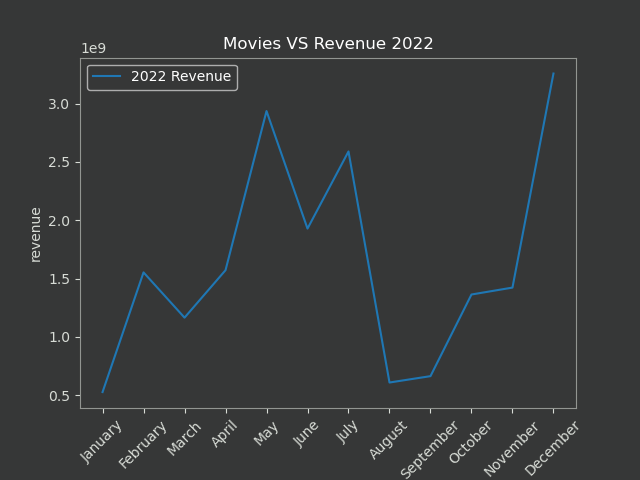 Movies VS Revenue 2022
1e9
2022 Revenue
3.0
2.5
2.0
1.5
1.0
0.5
revenue
January
February
March
April
May
June
July
August
September
October
November
December